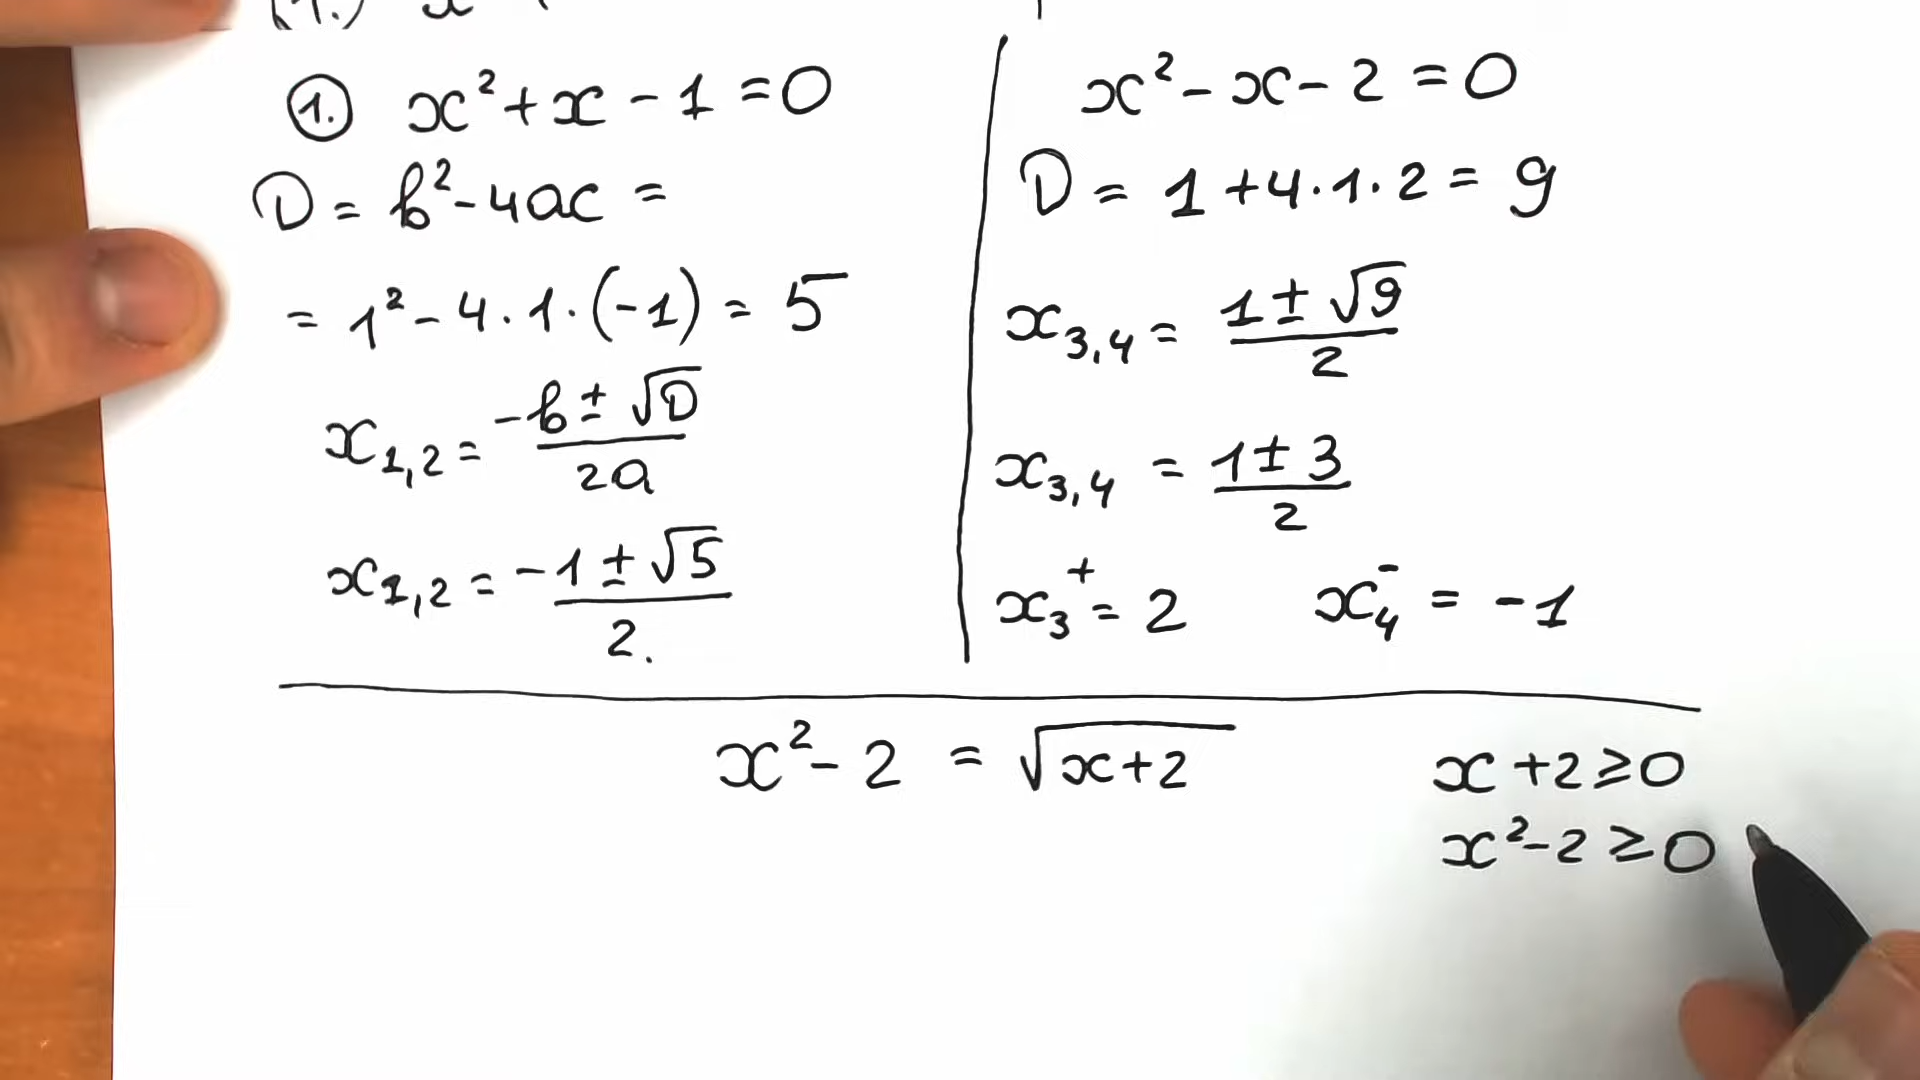 ① x² + x - 1 = 0
D = b² - 4ac =
= 1² - 4 · 1 · (-1) = 5
x₁,₂ = (-b ± √D) / 2a
x₁,₂ = (-1 ± √5) / 2.
x² - x - 2 = 0
D = 1 + 4 · 1 · 2 = 9
x₃,₄ = (1 ± √9) / 2
x₃,₄ = (1 ± 3) / 2
x₃⁺ = 2 x₄⁻ = -1
x² - 2 = √(x+2)
x + 2 ≥ 0
x² - 2 ≥ 0